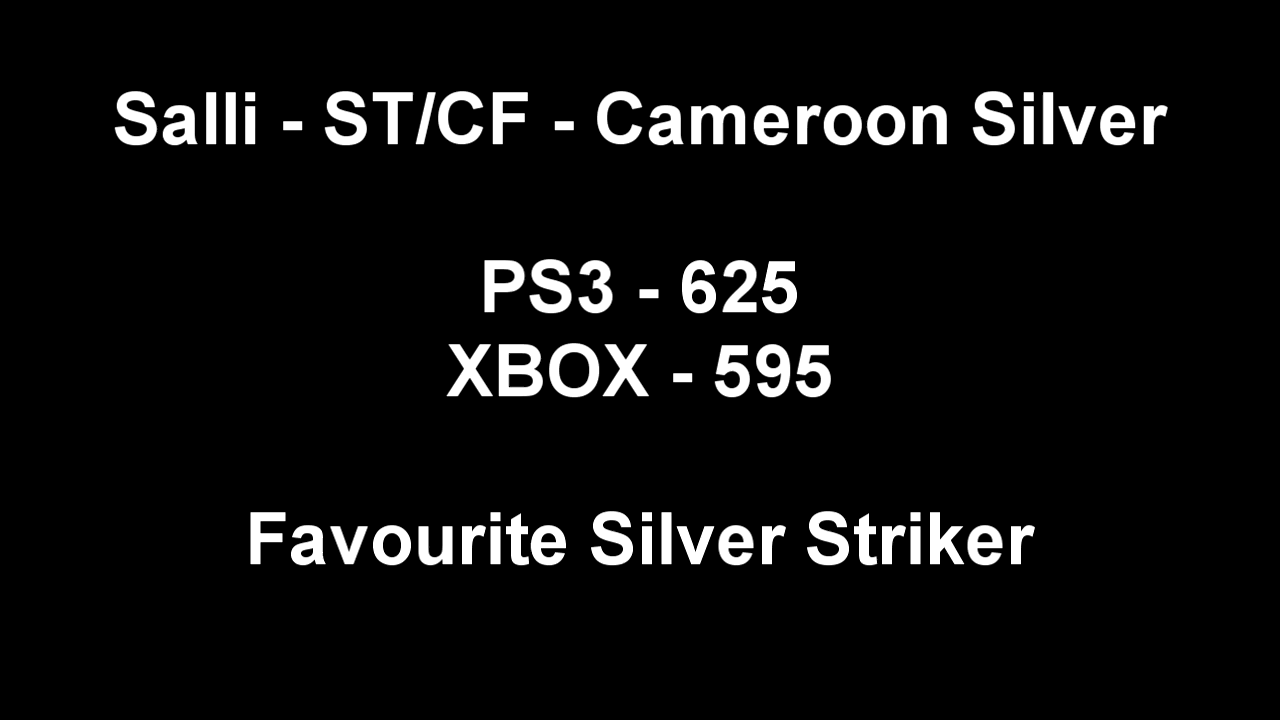 Salli - ST/CF - Cameroon Silver
PS3 - 625
XBOX - 595
Favourite Silver Striker